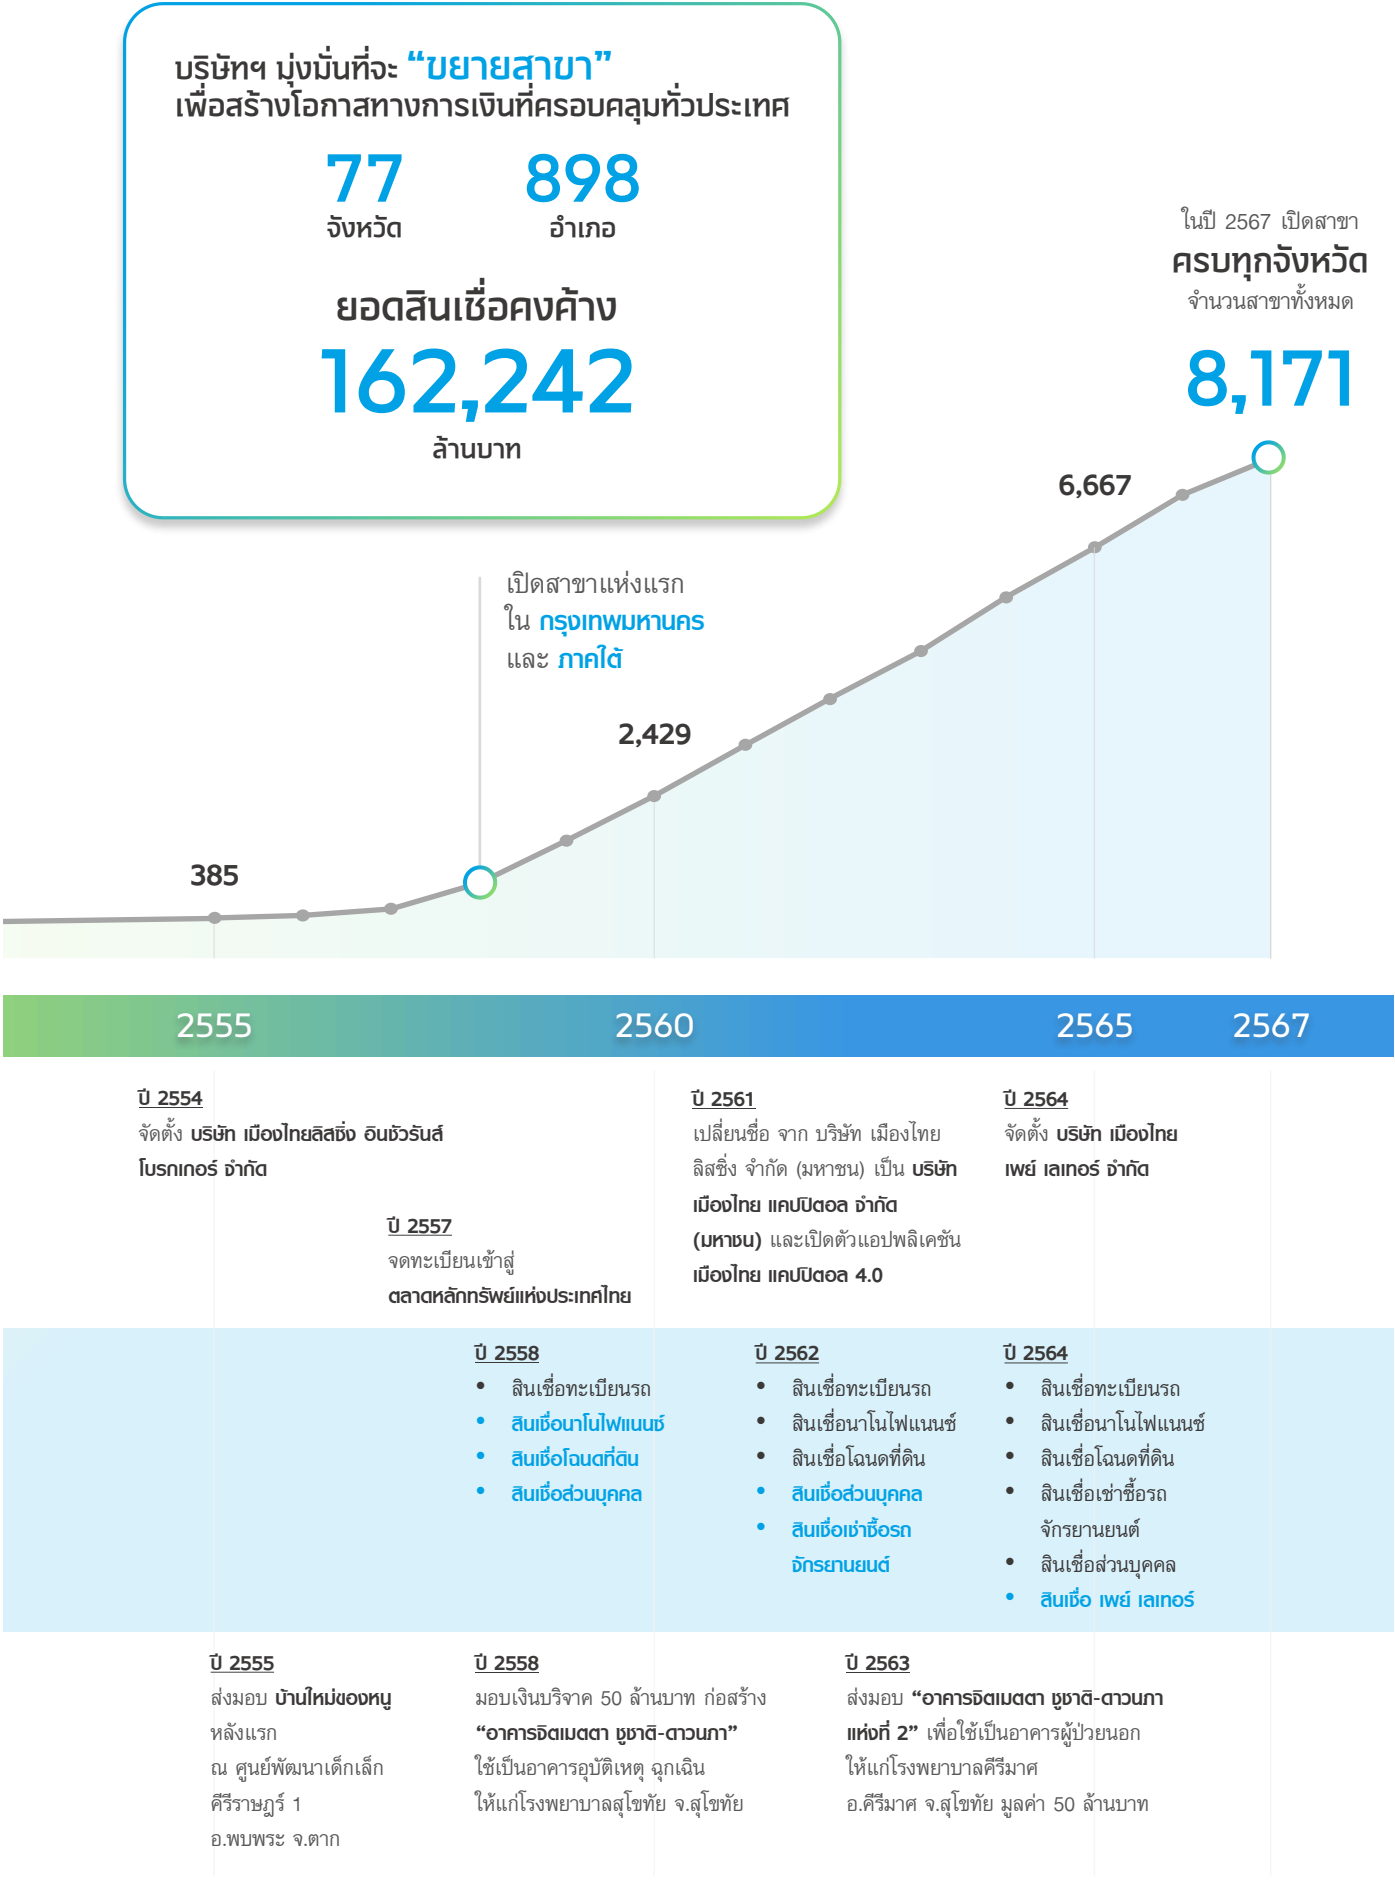 บริษัทฯ มุ่งมั่นที่จะ “ขยายสาขา”
เพื่อสร้างโอกาสทางการเงินที่ครอบคลุมทั่วประเทศ
77 898
จังหวัด อำเภอ
ยอดสินเชื่อคงค้าง
162,242
ล้านบาท
ในปี 2567 เปิดสาขา
ครบทุกจังหวัด
จำนวนสาขาทั้งหมด
8,171
6,667
เปิดสาขาแห่งแรก
ใน กรุงเทพมหานคร
และ ภาคใต้
2,429
385
2555 2560 2565 2567
ปี 2554
จัดตั้ง บริษัท เมืองไทยลิสซิ่ง อินชัวรันส์
โบรกเกอร์ จำกัด
ปี 2557
จดทะเบียนเข้าสู่
ตลาดหลักทรัพย์แห่งประเทศไทย
ปี 2561
เปลี่ยนชื่อ จาก บริษัท เมืองไทย
ลิสซิ่ง จำกัด (มหาชน) เป็น บริษัท
เมืองไทย แคปปิตอล จำกัด
(มหาชน) และเปิดตัวแอปพลิเคชัน
เมืองไทย แคปปิตอล 4.0
ปี 2564
จัดตั้ง บริษัท เมืองไทย
เพย์ เลเทอร์ จำกัด
ปี 2558
• สินเชื่อทะเบียนรถ
• สินเชื่อนาโนไฟแนนซ์
• สินเชื่อโฉนดที่ดิน
• สินเชื่อส่วนบุคคล
ปี 2562
• สินเชื่อทะเบียนรถ
• สินเชื่อนาโนไฟแนนซ์
• สินเชื่อโฉนดที่ดิน
• สินเชื่อส่วนบุคคล
• สินเชื่อเช่าซื้อรถ
จักรยานยนต์
ปี 2564
• สินเชื่อทะเบียนรถ
• สินเชื่อนาโนไฟแนนซ์
• สินเชื่อโฉนดที่ดิน
• สินเชื่อเช่าซื้อรถ
จักรยานยนต์
• สินเชื่อส่วนบุคคล
• สินเชื่อ เพย์ เลเทอร์
ปี 2555
ส่งมอบ บ้านใหม่ของหนู
หลังแรก
ณ ศูนย์พัฒนาเด็กเล็ก
คีรีราษฎร์ 1
อ.พบพระ จ.ตาก
ปี 2558
มอบเงินบริจาค 50 ล้านบาท ก่อสร้าง
“อาคารจิตเมตตา ชูชาติ-ดาวนภา”
ใช้เป็นอาคารอุบัติเหตุ ฉุกเฉิน
ให้แก่โรงพยาบาลสุโขทัย จ.สุโขทัย
ปี 2563
ส่งมอบ “อาคารจิตเมตตา ชูชาติ-ดาวนภา
แห่งที่ 2” เพื่อใช้เป็นอาคารผู้ป่วยนอก
ให้แก่โรงพยาบาลคีรีมาศ
อ.คีรีมาศ จ.สุโขทัย มูลค่า 50 ล้านบาท